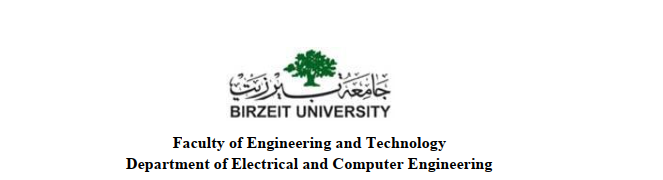 جامعة بيرزيت
BIRZEIT UNIVERSITY
Faculty of Engineering and Technology
Department of Electrical and Computer Engineering